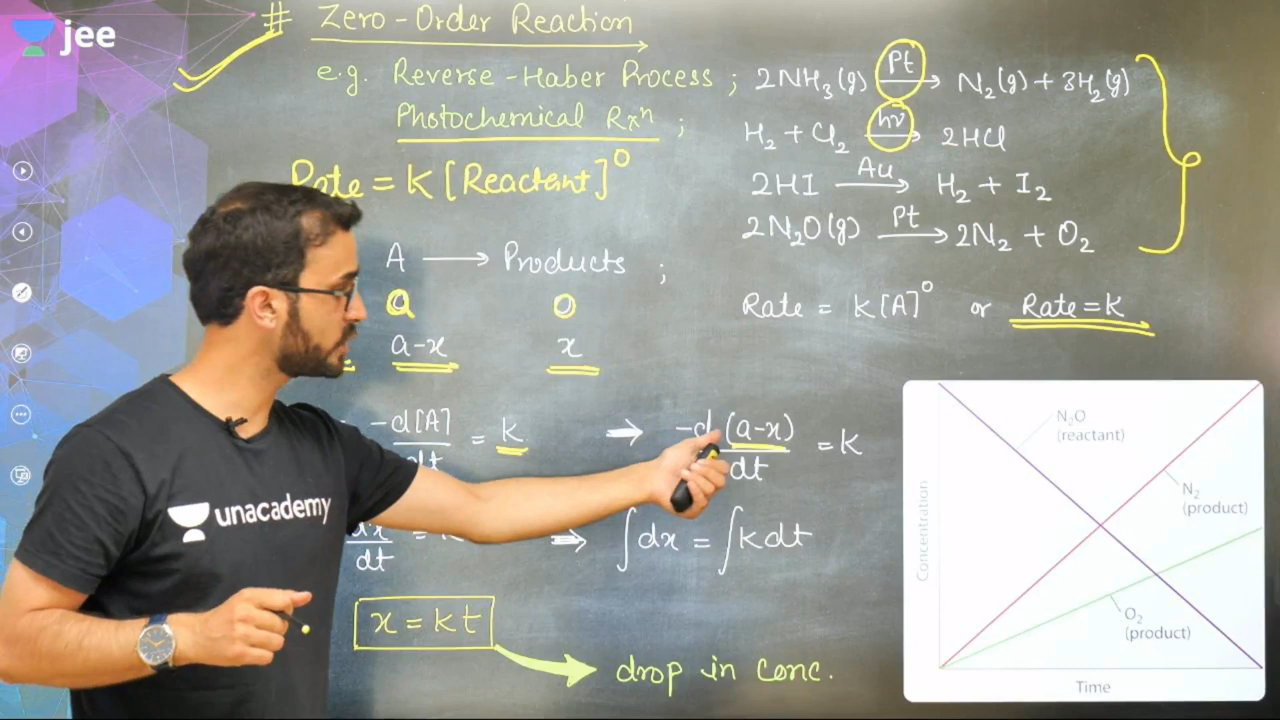 jee
# Zero-Order Reaction
e.g. Reverse-Haber Process ; 2NH₃(g) Pt → N₂(g) + 3H₂(g)
Photochemical Rxⁿ ; H₂ + Cl₂ hν → 2HCl
Rate = K [Reactant]⁰
2HI Au → H₂ + I₂
2N₂O(g) Pt → 2N₂ + O₂
A → Products ;
a 0
a-x x
Rate = K[A]⁰ or Rate = K
-d[A]/dt = K ⇒ -d(a-x)/dt = K
dx/dt = K ⇒ ∫dx = ∫kdt
x = kt
drop in conc.
unacademy
Concentration
N₂O
(reactant)
N₂
(product)
O₂
(product)
Time